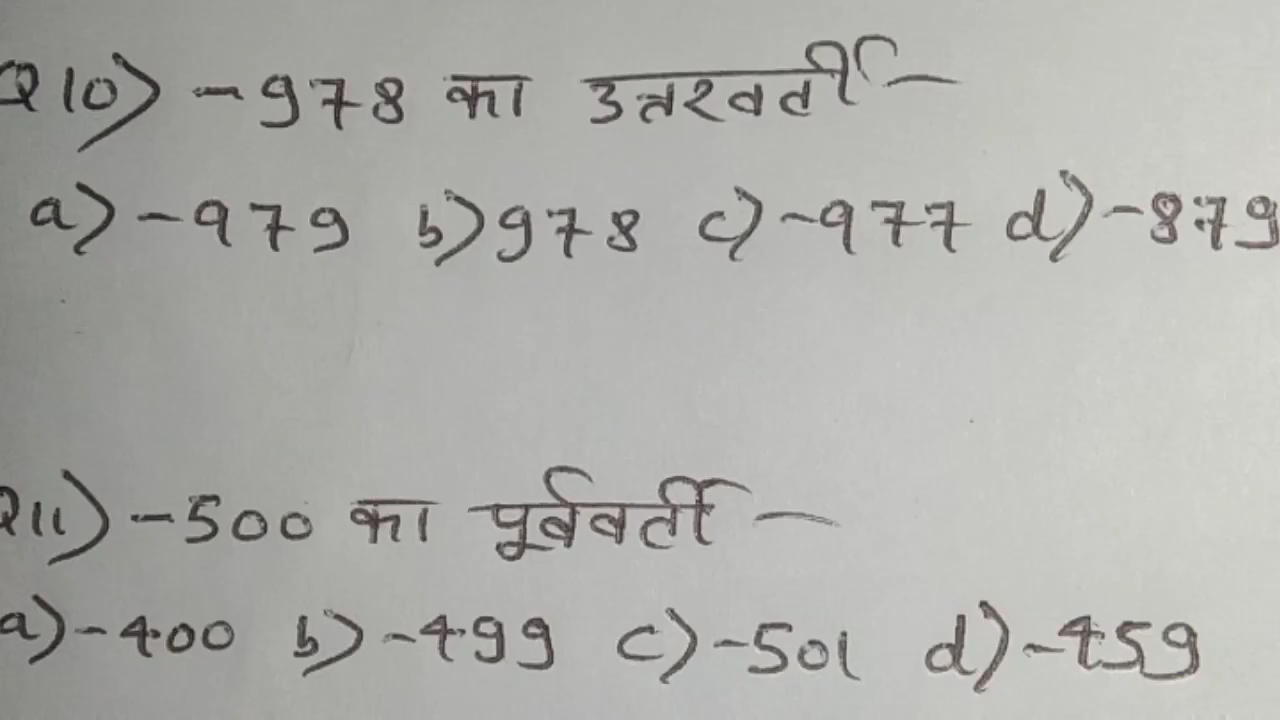 Q10) -978 का उत्तरवर्ती –
a) -979 b) 978 c) -977 d) -879
Q11) -500 का पूर्ववर्ती –
a) -400 b) -499 c) -501 d) -459